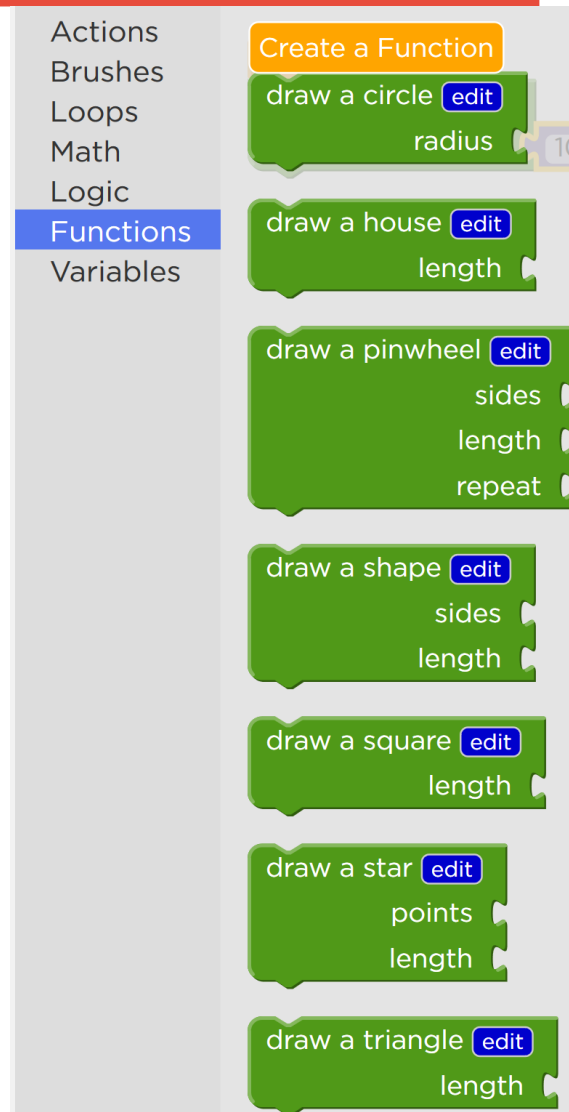 Actions
Brushes
Loops
Math
Logic
Functions
Variables
Create a Function
draw a circle edit
radius
draw a house edit
length
draw a pinwheel edit
sides
length
repeat
draw a shape edit
sides
length
draw a square edit
length
draw a star edit
points
length
draw a triangle edit
length